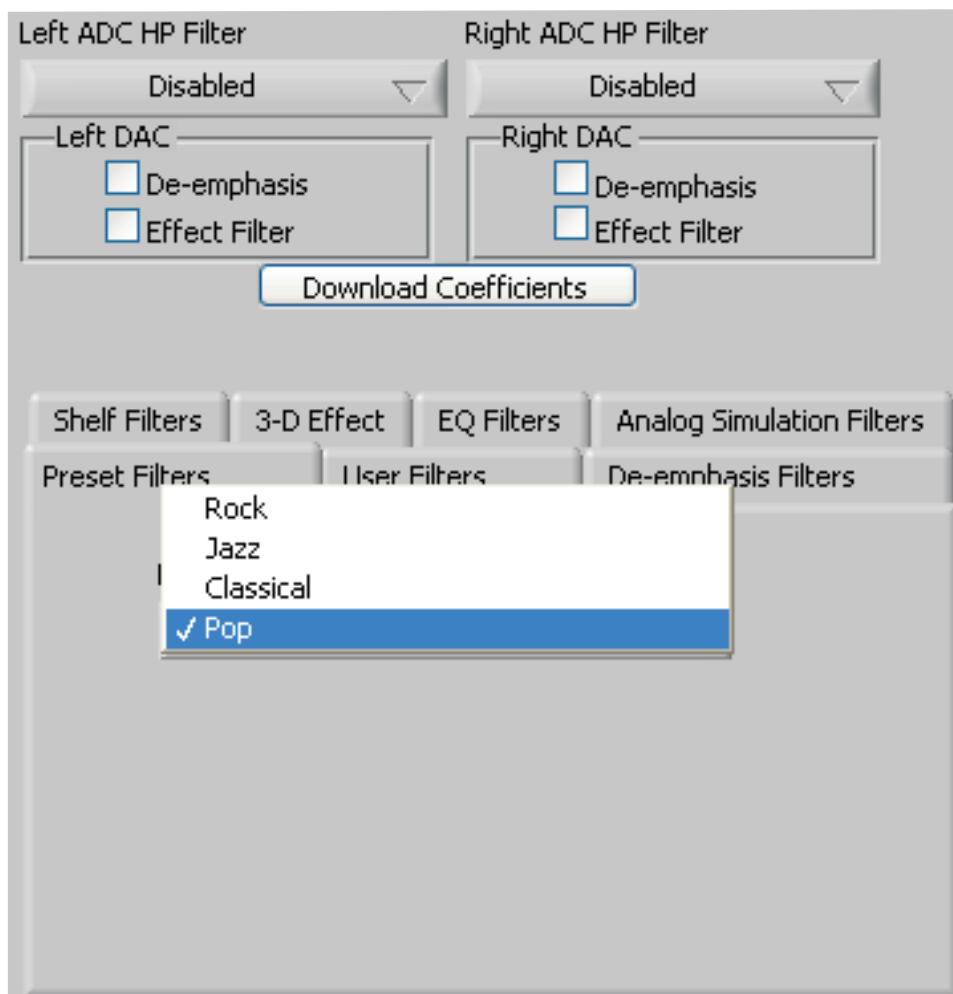 Left ADC HP Filter Right ADC HP Filter
Disabled Disabled
Left DAC Right DAC
De-emphasis De-emphasis
Effect Filter Effect Filter
Download Coefficients
Shelf Filters 3-D Effect EQ Filters Analog Simulation Filters
Preset Filters User Filters De-emphasis Filters
Rock
Jazz
Classical
✓ Pop